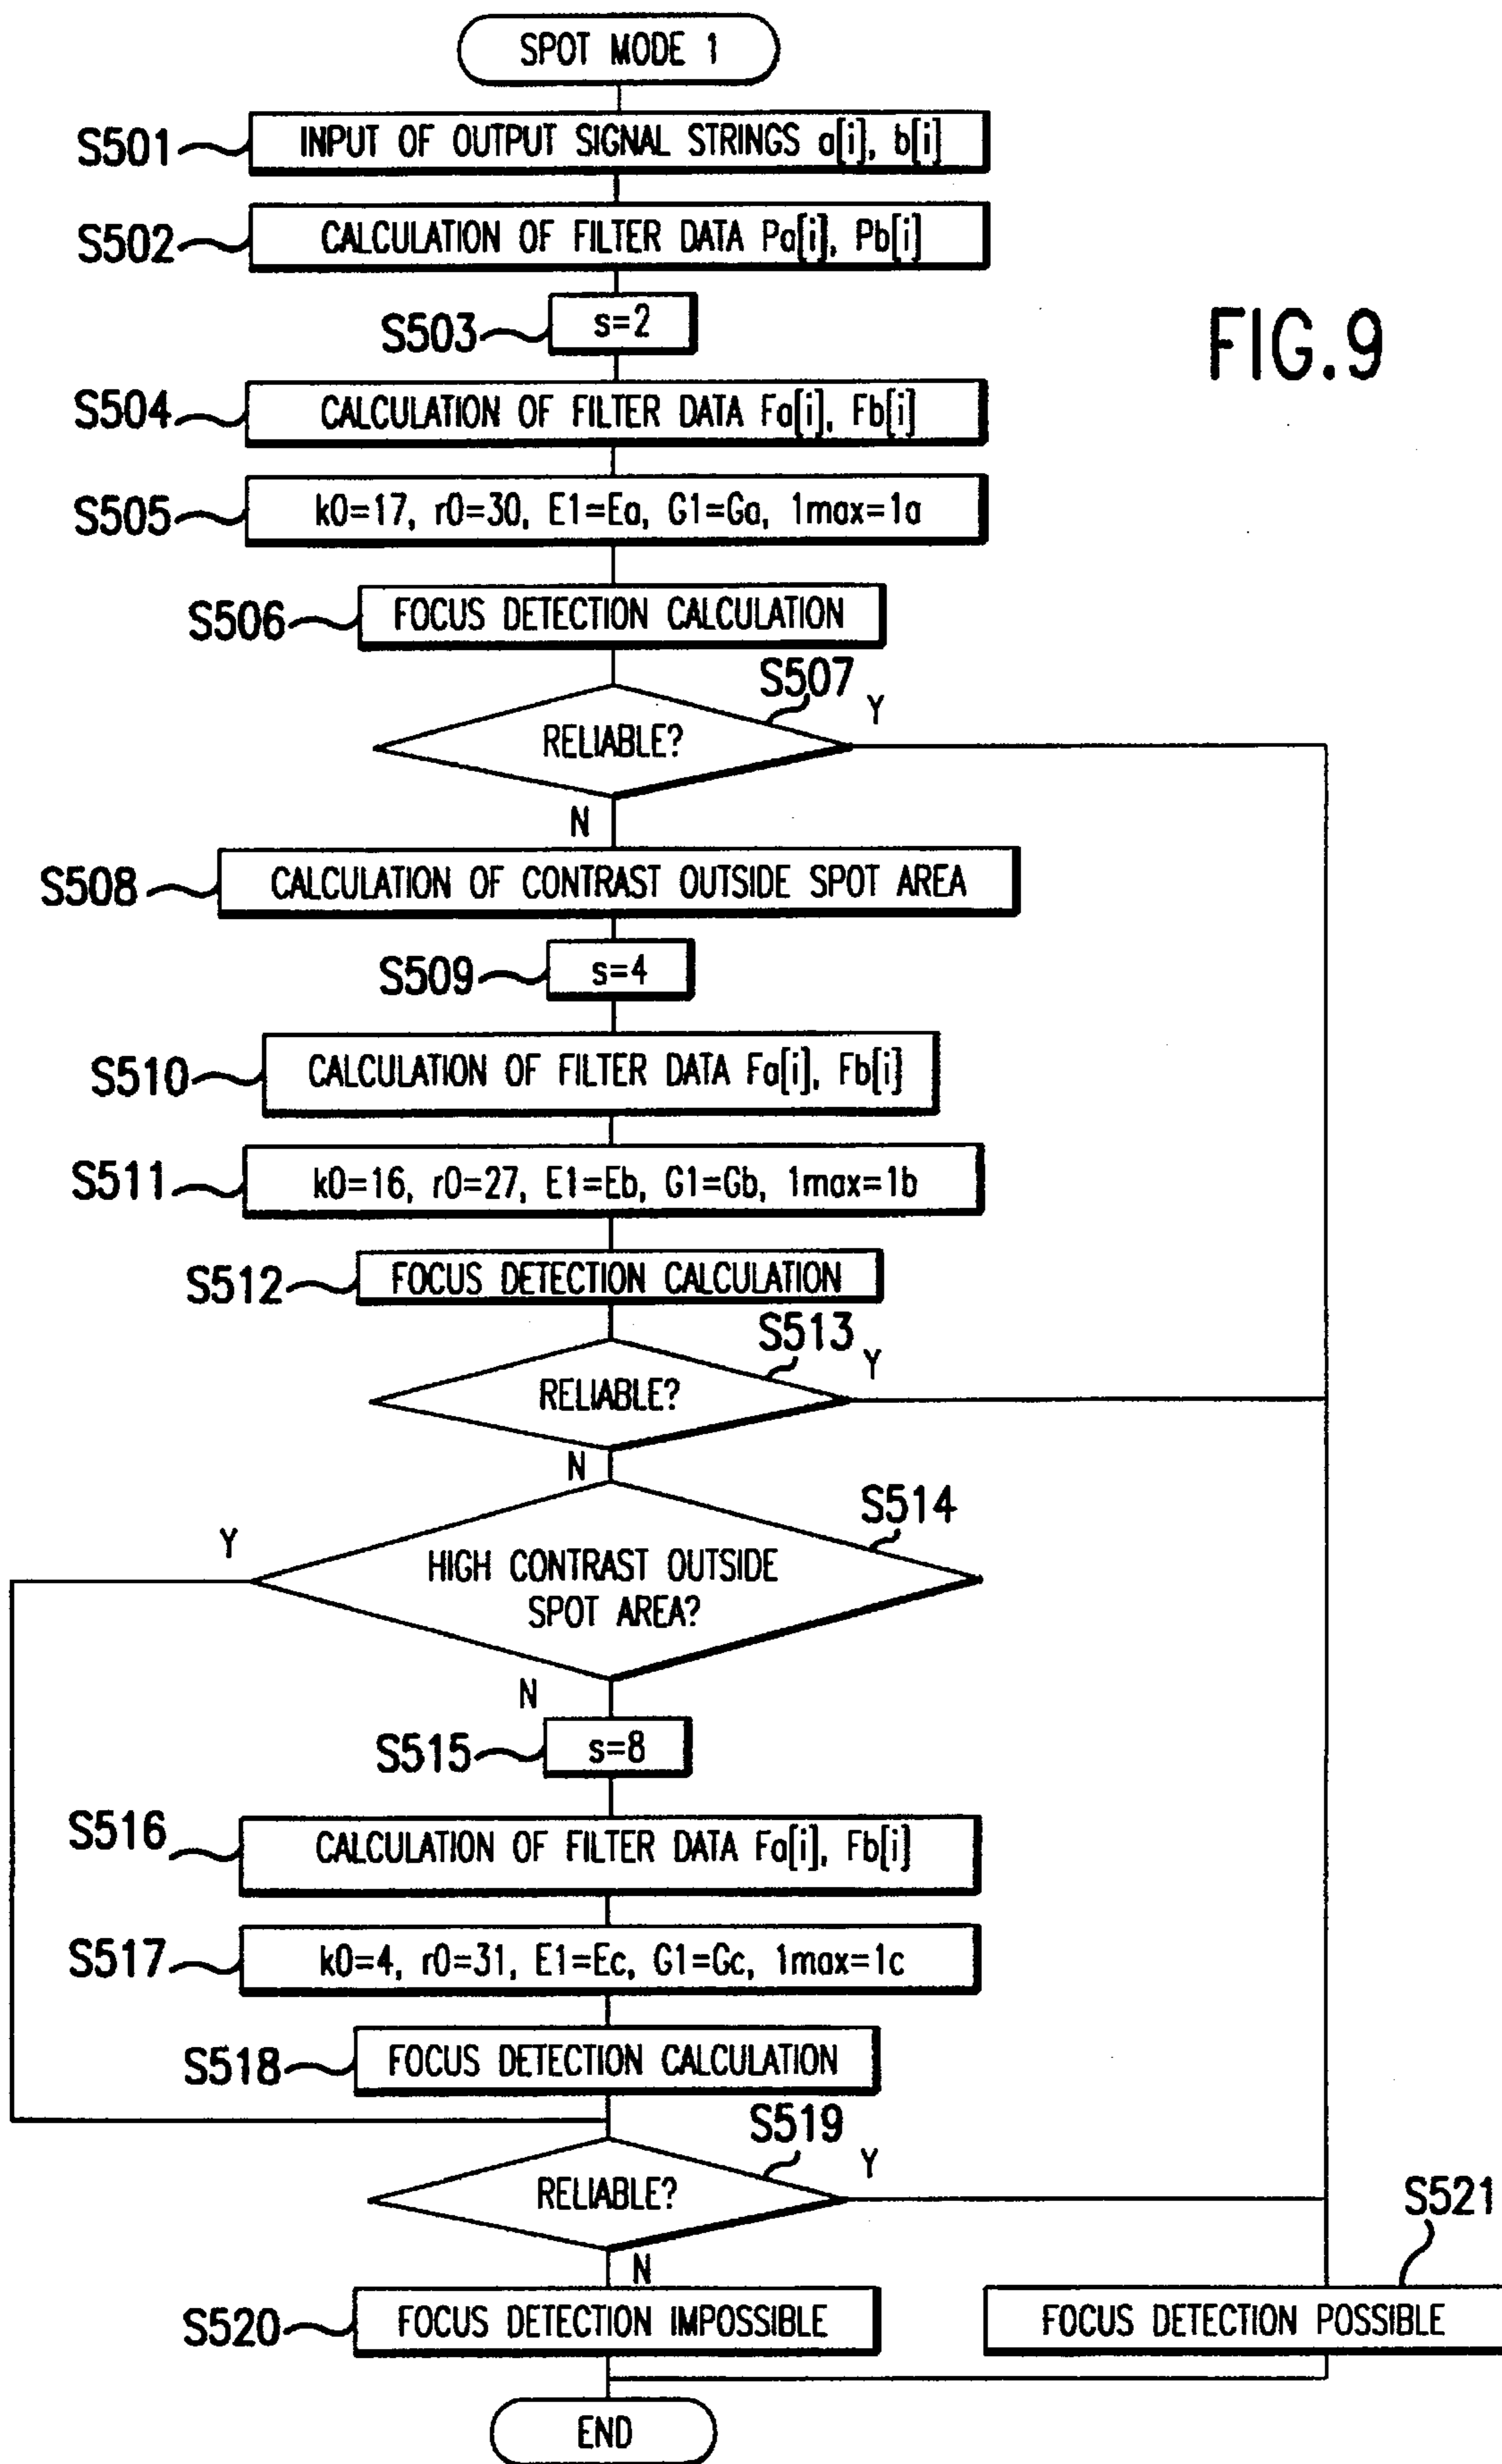 SPOT MODE 1
S501
INPUT OF OUTPUT SIGNAL STRINGS a[i], b[i]
S502
CALCULATION OF FILTER DATA Pa[i], Pb[i]
S503
s=2
FIG.9
S504
CALCULATION OF FILTER DATA Fa[i], Fb[i]
S505
k0=17, r0=30, E1=Ea, G1=Ga, 1max=1a
S506
FOCUS DETECTION CALCULATION
S507
RELIABLE?
Y
N
S508
CALCULATION OF CONTRAST OUTSIDE SPOT AREA
S509
s=4
S510
CALCULATION OF FILTER DATA Fa[i], Fb[i]
S511
k0=16, r0=27, E1=Eb, G1=Gb, 1max=1b
S512
FOCUS DETECTION CALCULATION
S513
RELIABLE?
Y
N
S514
Y
HIGH CONTRAST OUTSIDE
SPOT AREA?
N
S515
s=8
S516
CALCULATION OF FILTER DATA Fa[i], Fb[i]
S517
k0=4, r0=31, E1=Ec, G1=Gc, 1max=1c
S518
FOCUS DETECTION CALCULATION
S519
RELIABLE?
Y
N
S520
FOCUS DETECTION IMPOSSIBLE
S521
FOCUS DETECTION POSSIBLE
END